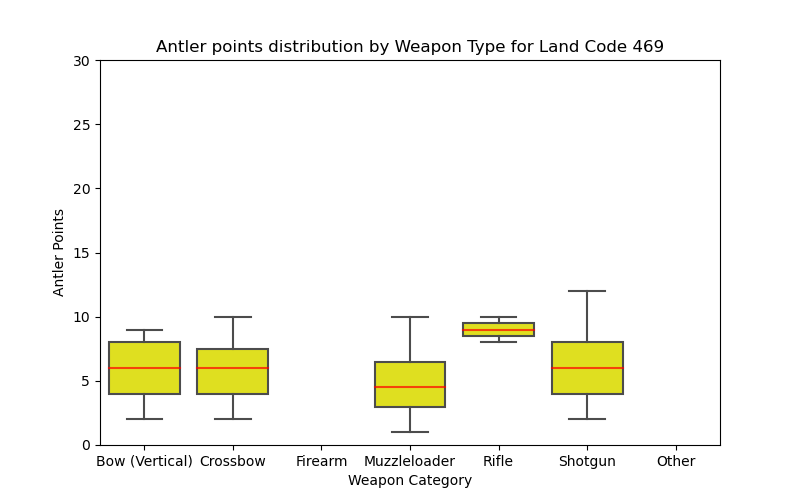 Antler points distribution by Weapon Type for Land Code 469
30
25
20
15
10
5
0
Antler Points
Bow (Vertical) Crossbow Firearm Muzzleloader Rifle Shotgun Other
Weapon Category